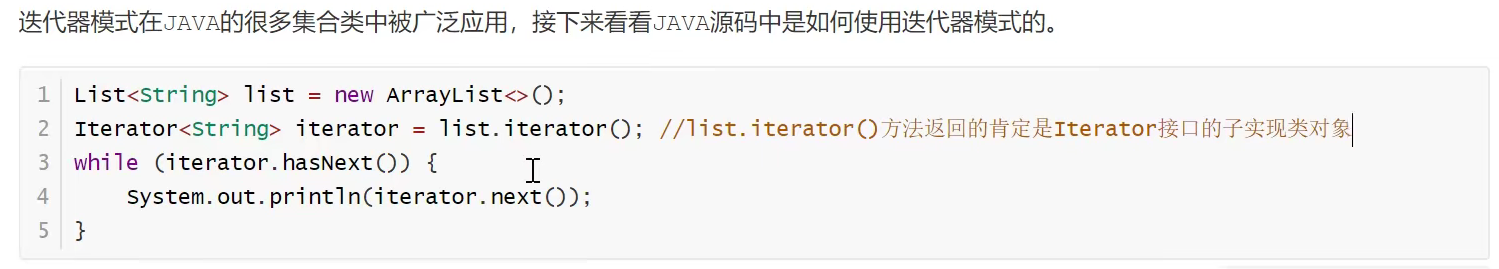 迭代器模式在JAVA的很多集合类中被广泛应用，接下来看看JAVA源码中是如何使用迭代器模式的。
1 List<String> list = new ArrayList<>();
2 Iterator<String> iterator = list.iterator(); //list.iterator()方法返回的肯定是Iterator接口的子实现类对象
3 while (iterator.hasNext()) {
4     System.out.println(iterator.next());
5 }